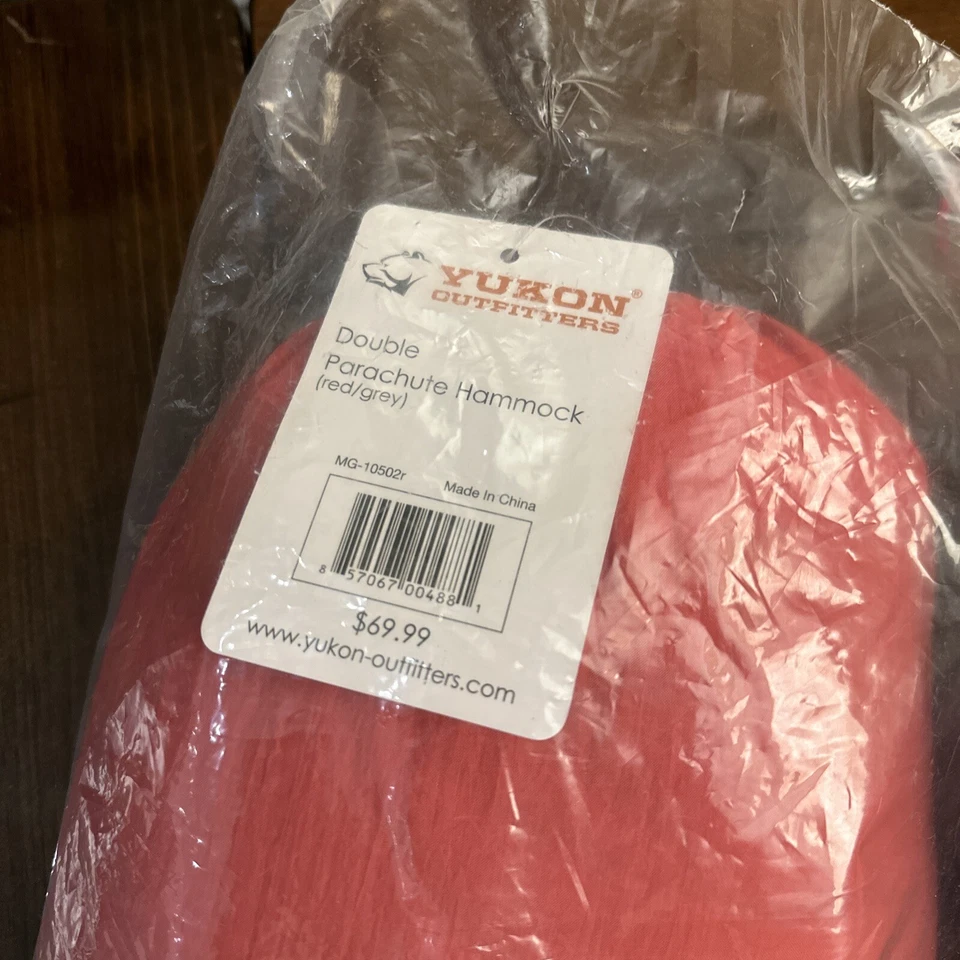 YUKON®
OUTFITTERS
Double
Parachute Hammock
(red/grey)
MG-10502r Made In China
8 57067 00488 1
$69.99
www.yukon-outfitters.com